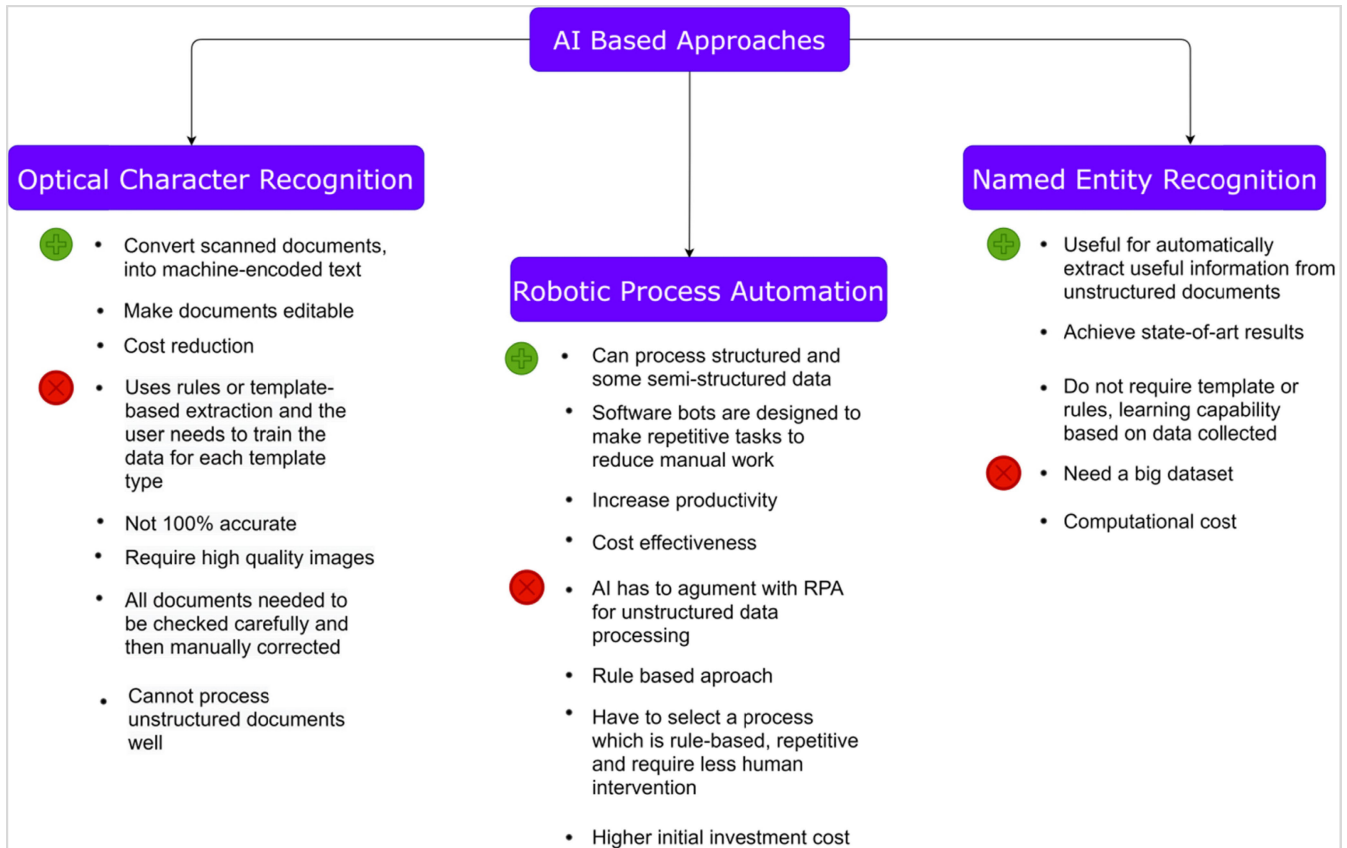 AI Based Approaches
Optical Character Recognition
• Convert scanned documents,
into machine-encoded text
• Make documents editable
• Cost reduction
• Uses rules or template-
based extraction and the
user needs to train the
data for each template
type
• Not 100% accurate
• Require high quality images
• All documents needed to
be checked carefully and
then manually corrected
• Cannot process
unstructured documents
well
Robotic Process Automation
• Can process structured and
some semi-structured data
• Software bots are designed to
make repetitive tasks to
reduce manual work
• Increase productivity
• Cost effectiveness
• AI has to agument with RPA
for unstructured data
processing
• Rule based aproach
• Have to select a process
which is rule-based, repetitive
and require less human
intervention
• Higher initial investment cost
Named Entity Recognition
• Useful for automatically
extract useful information from
unstructured documents
• Achieve state-of-art results
• Do not require template or
rules, learning capability
based on data collected
• Need a big dataset
• Computational cost